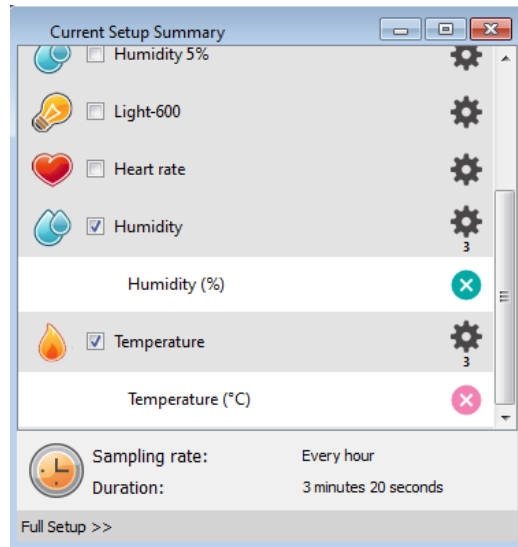 Current Setup Summary
Humidity 5%
Light-600
Heart rate
Humidity
3
Humidity (%)
Temperature
3
Temperature (°C)
Sampling rate: Every hour
Duration: 3 minutes 20 seconds
Full Setup >>